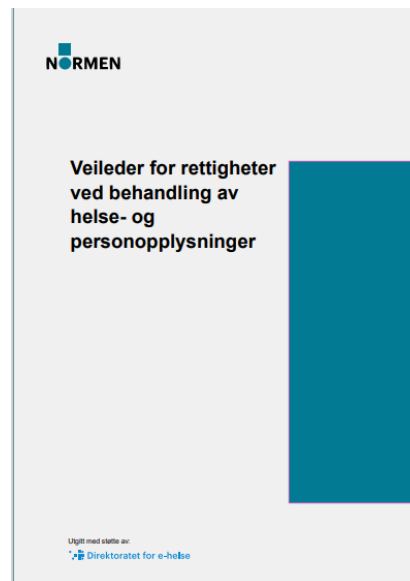 NORMEN
Veileder for rettigheter
ved behandling av
helse- og
personopplysninger
Utgitt med støtte av:
Direktoratet for e-helse